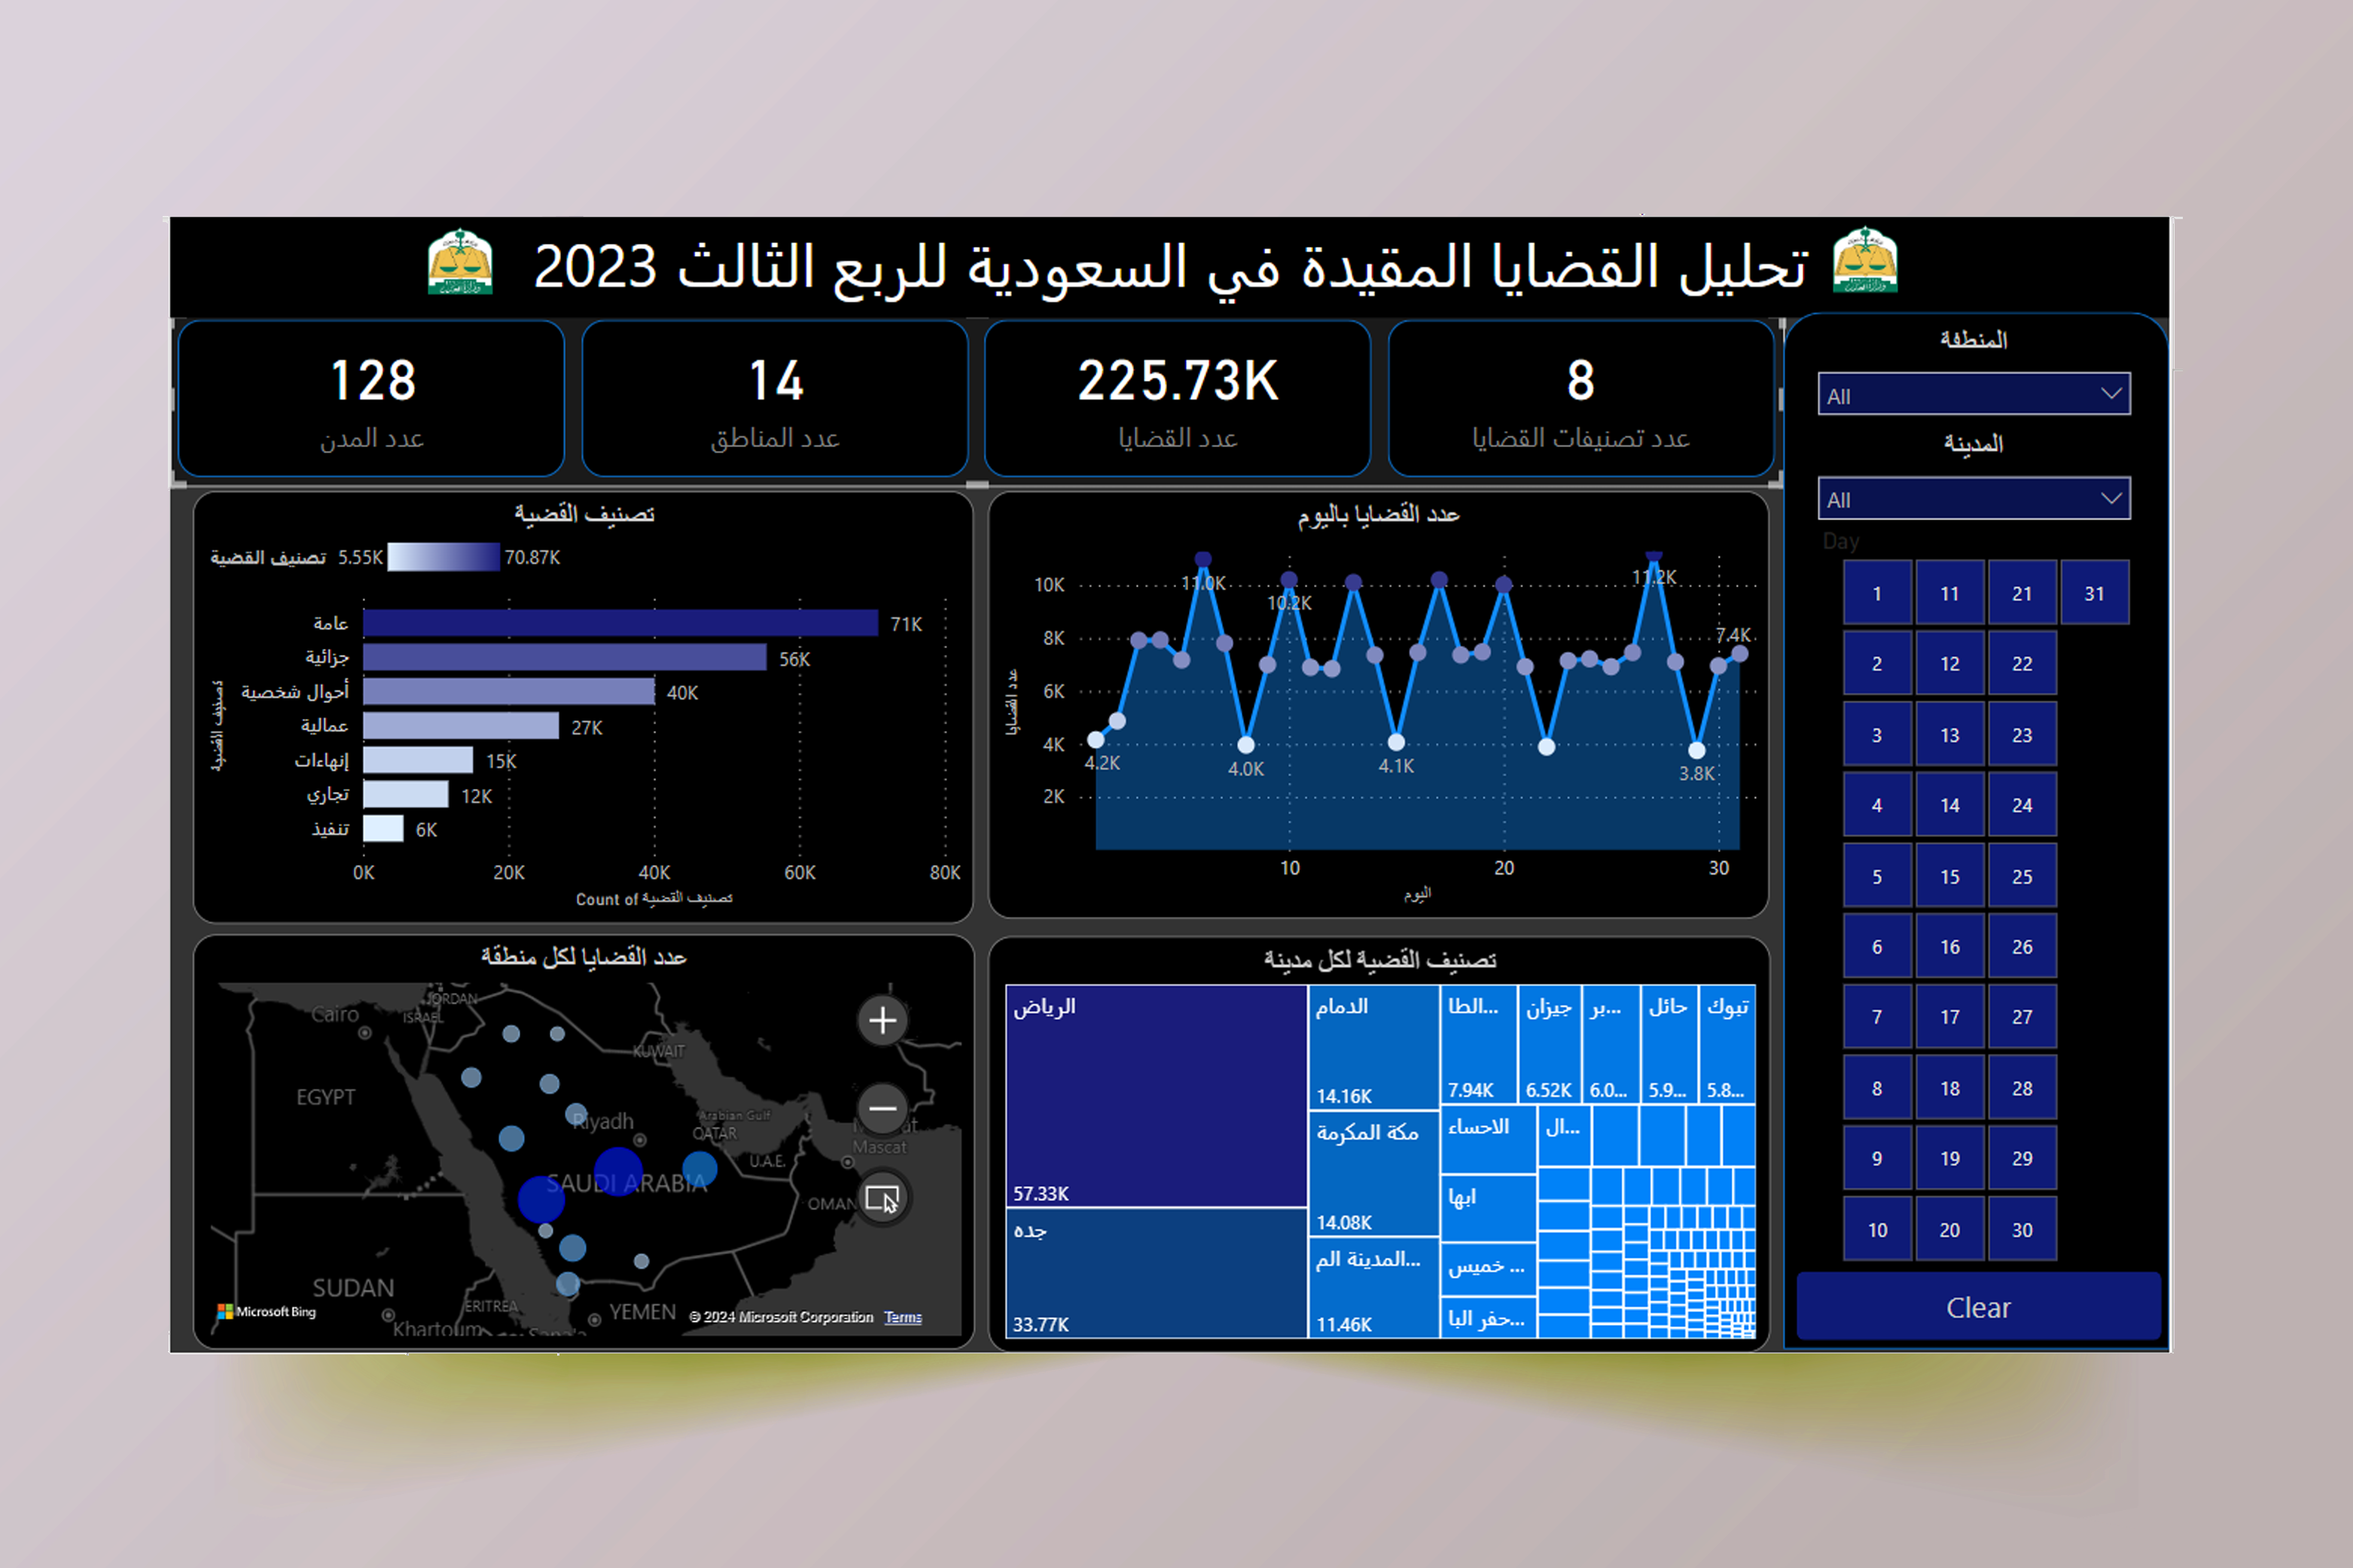 تحليل القضايا المقيدة في السعودية للربع الثالث 2023
128
عدد المدن
14
عدد المناطق
225.73K
عدد القضايا
8
عدد تصنيفات القضايا
المنطقة
All
المدينة
All
Day
1 11 21 31
2 12 22
3 13 23
4 14 24
5 15 25
6 16 26
7 17 27
8 18 28
9 19 29
10 20 30
Clear
تصنيف القضية
تصنيف القضية 5.55K 70.87K
تصنيف القضية
عامة 71K
جزائية 56K
أحوال شخصية 40K
عمالية 27K
إنهاءات 15K
تجاري 12K
تنفيذ 6K
0K 20K 40K 60K 80K
Count of تصنيف القضية
عدد القضايا باليوم
عدد القضايا
10K
8K
6K
4K
2K
4.2K
11.0K
4.0K
10.2K
4.1K
11.2K
3.8K
7.4K
10 20 30
اليوم
عدد القضايا لكل منطقة
Cairo
JORDAN
ISRAEL
KUWAIT
EGYPT
Riyadh
Arabian Gulf
QATAR
Mascat
U.A.E.
SAUDI ARABIA
OMAN
SUDAN
ERITREA
YEMEN
Khartoum
Sana'a
Microsoft Bing
© 2024 Microsoft Corporation Terms
تصنيف القضية لكل مدينة
الرياض
57.33K
جده
33.77K
الدمام
14.16K
مكة المكرمة
14.08K
المدينة الم...
11.46K
الطا...
7.94K
جيزان
6.52K
بر...
6.0...
حائل
5.9...
تبوك
5.8...
الاحساء
ال...
ابها
خميس ...
حفر البا...